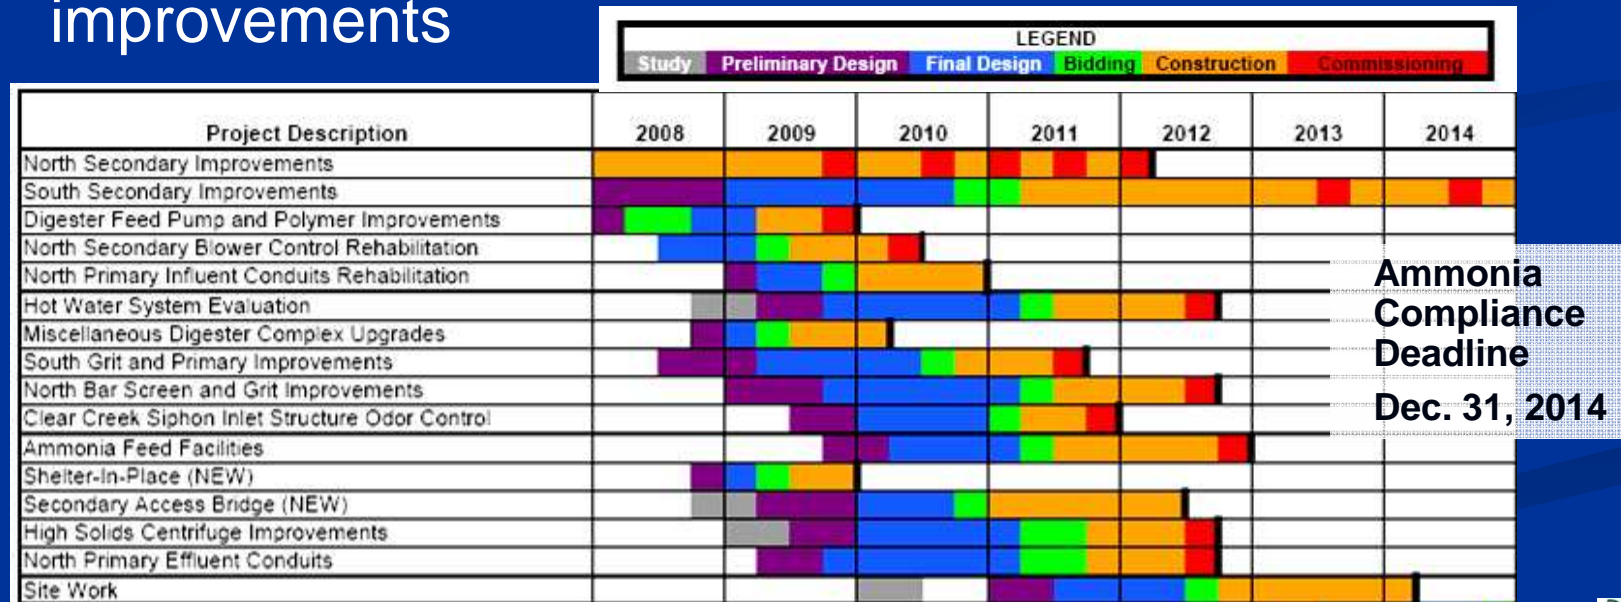 improvements
LEGEND
Study Preliminary Design Final Design Bidding Construction Commissioning
Project Description 2008 2009 2010 2011 2012 2013 2014
North Secondary Improvements
South Secondary Improvements
Digester Feed Pump and Polymer Improvements
North Secondary Blower Control Rehabilitation
North Primary Influent Conduits Rehabilitation
Hot Water System Evaluation
Miscellaneous Digester Complex Upgrades
South Grit and Primary Improvements
North Bar Screen and Grit Improvements
Clear Creek Siphon Inlet Structure Odor Control
Ammonia Feed Facilities
Shelter-In-Place (NEW)
Secondary Access Bridge (NEW)
High Solids Centrifuge Improvements
North Primary Effluent Conduits
Site Work
Ammonia
Compliance
Deadline
Dec. 31, 2014